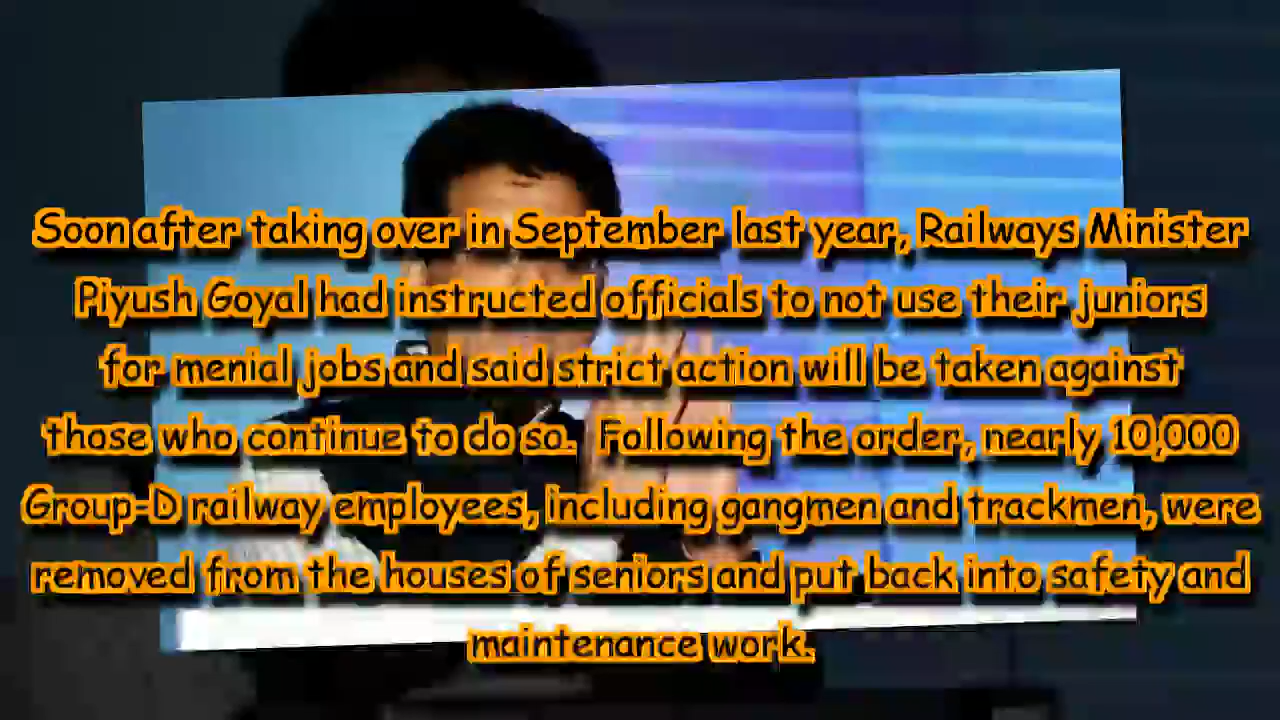 Soon after taking over in September last year, Railways Minister
Piyush Goyal had instructed officials to not use their juniors
for menial jobs and said strict action will be taken against
those who continue to do so.  Following the order, nearly 10,000
Group-D railway employees, including gangmen and trackmen, were
removed from the houses of seniors and put back into safety and
maintenance work.